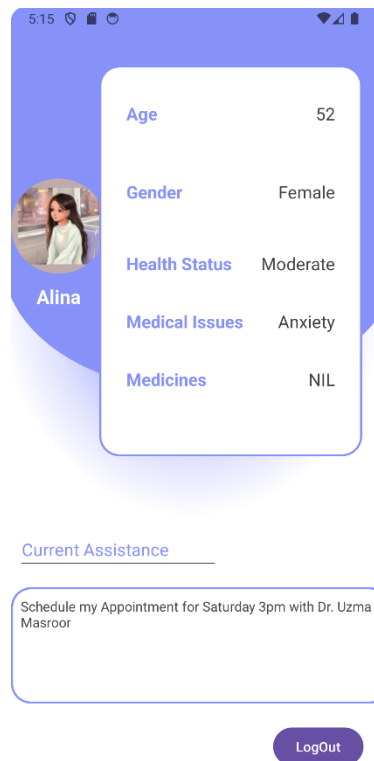 5:15
Age 52
Gender Female
Alina
Health Status Moderate
Medical Issues Anxiety
Medicines NIL
Current Assistance
Schedule my Appointment for Saturday 3pm with Dr. Uzma
Masroor
LogOut